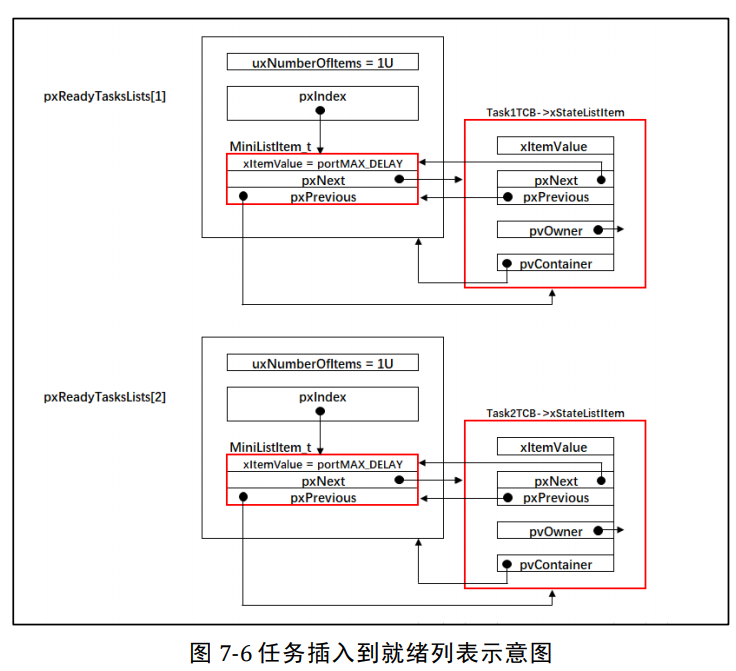 uxNumberOfItems = 1U
pxReadyTasksLists[1]
pxIndex
Task1TCB->xStateListItem
MiniListItem_t
xItemValue
xItemValue = portMAX_DELAY
pxNext
pxNext
pxPrevious
pxPrevious
pvOwner
pvContainer
uxNumberOfItems = 1U
pxReadyTasksLists[2]
pxIndex
Task2TCB->xStateListItem
MiniListItem_t
xItemValue
xItemValue = portMAX_DELAY
pxNext
pxNext
pxPrevious
pxPrevious
pvOwner
pvContainer
图 7-6 任务插入到就绪列表示意图